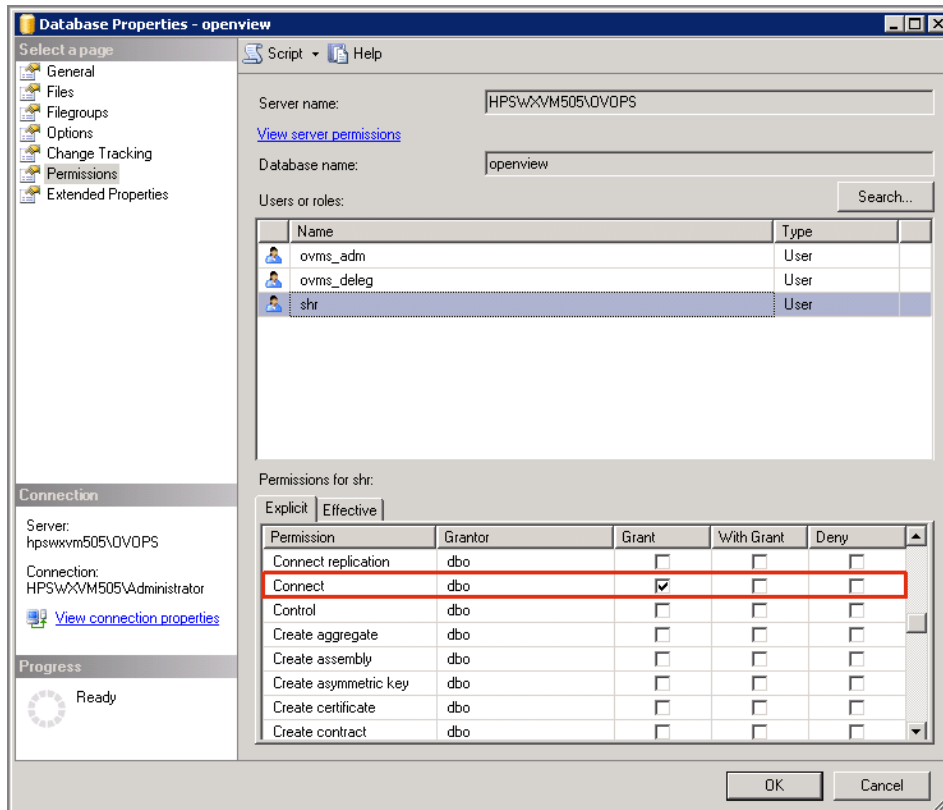 Database Properties - openview
Select a page
General
Files
Filegroups
Options
Change Tracking
Permissions
Extended Properties
Script Help
Server name: HPSWXVM505\OVOPS
View server permissions
Database name: openview
Users or roles: Search...
Name Type
ovms_adm User
ovms_deleg User
shr User
Permissions for shr:
Explicit Effective
Permission Grantor Grant With Grant Deny
Connect replication dbo
Connect dbo
Control dbo
Create aggregate dbo
Create assembly dbo
Create asymmetric key dbo
Create certificate dbo
Create contract dbo
Connection
Server:
hpswxvm505\OVOPS
Connection:
HPSWXVM505\Administrator
View connection properties
Progress
Ready
OK Cancel